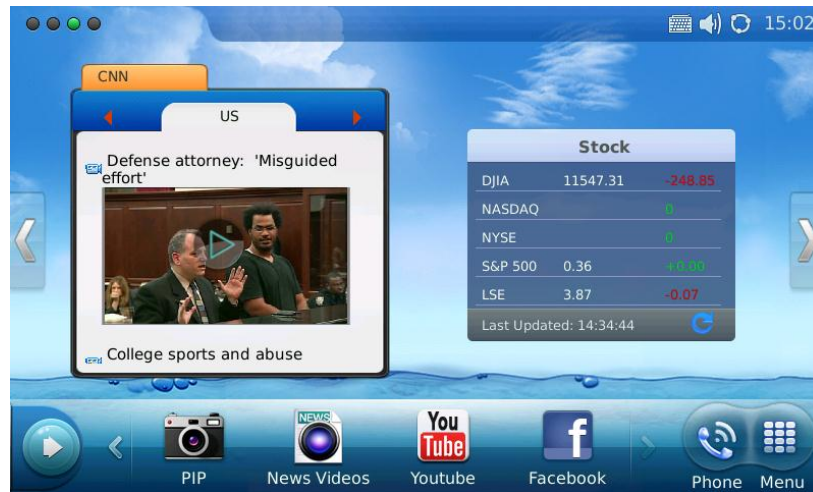 15:02
CNN
US
Defense attorney: 'Misguided
effort'
College sports and abuse
Stock
DJIA 11547.31 -248.85
NASDAQ 0
NYSE 0
S&P 500 0.36 +0.00
LSE 3.87 -0.07
Last Updated: 14:34:44
NEWS
You
Tube
f
PIP News Videos Youtube Facebook Phone Menu